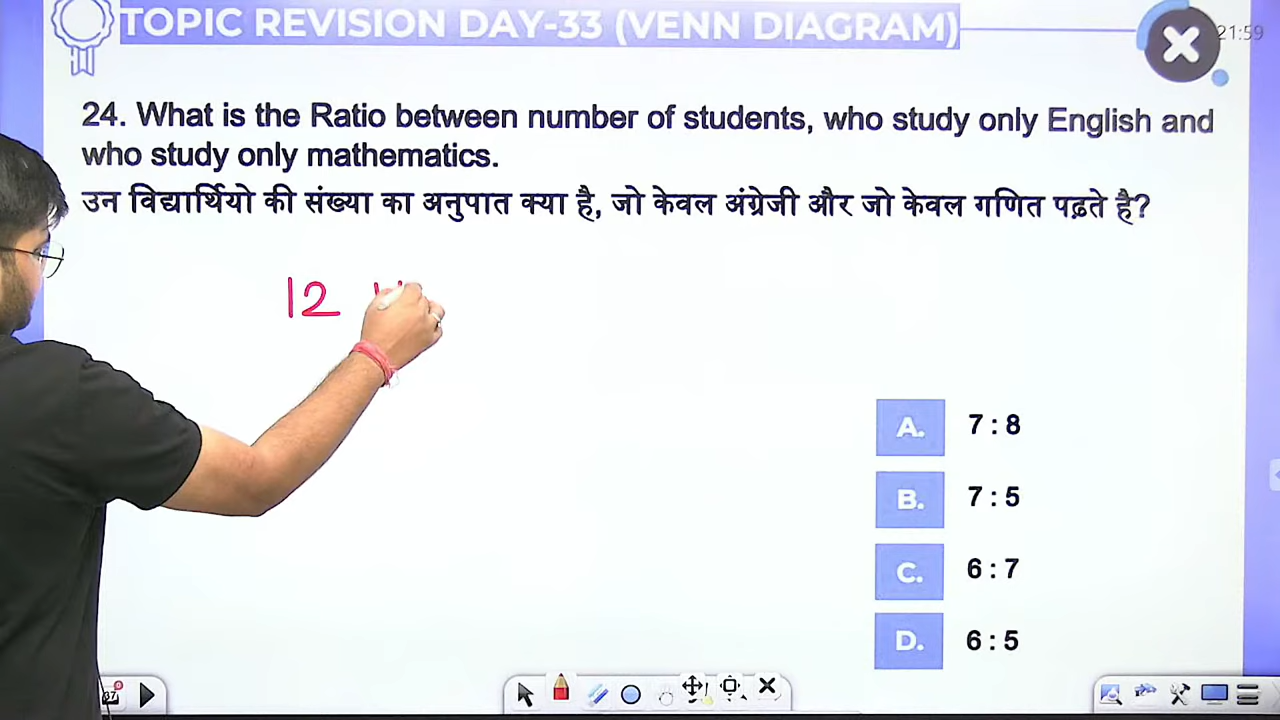 TOPIC REVISION DAY-33 (VENN DIAGRAM)
21:59
24. What is the Ratio between number of students, who study only English and
who study only mathematics.
उन विद्यार्थियो की संख्या का अनुपात क्या है, जो केवल अंग्रेजी और जो केवल गणित पढ़ते है?
12
A. 7 : 8
B. 7 : 5
C. 6 : 7
D. 6 : 5